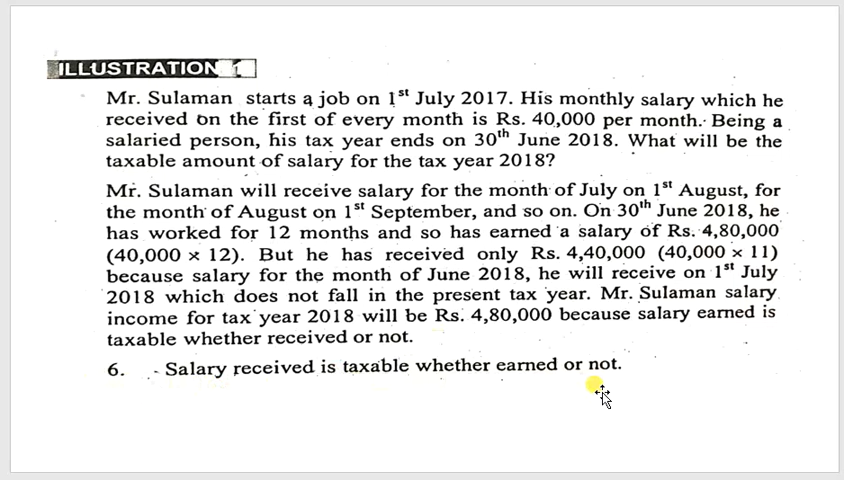 ILLUSTRATION 1
Mr. Sulaman starts a job on 1st July 2017. His monthly salary which he
received on the first of every month is Rs. 40,000 per month. Being a
salaried person, his tax year ends on 30th June 2018. What will be the
taxable amount of salary for the tax year 2018?
Mr. Sulaman will receive salary for the month of July on 1st August, for
the month of August on 1st September, and so on. On 30th June 2018, he
has worked for 12 months and so has earned a salary of Rs. 4,80,000
(40,000 × 12). But he has received only Rs. 4,40,000 (40,000 × 11)
because salary for the month of June 2018, he will receive on 1st July
2018 which does not fall in the present tax year. Mr. Sulaman salary
income for tax year 2018 will be Rs. 4,80,000 because salary earned is
taxable whether received or not.
6. - Salary received is taxable whether earned or not.